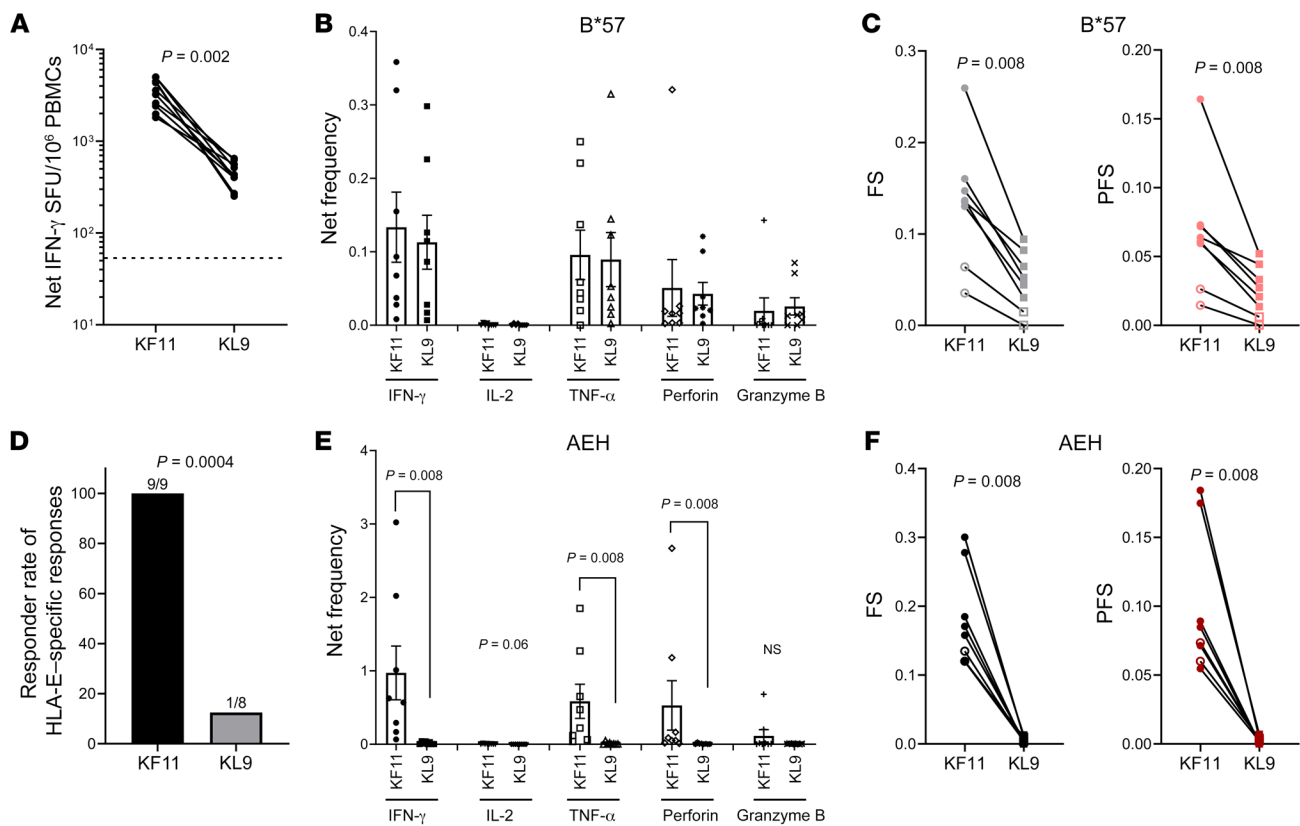 A
Net IFN-γ SFU/10⁶ PBMCs
10⁴
10³
10²
10¹
P = 0.002
KF11 KL9
B
B*57
Net frequency
0.4
0.3
0.2
0.1
0.0
KF11 KL9 KF11 KL9 KF11 KL9 KF11 KL9 KF11 KL9
IFN-γ IL-2 TNF-α Perforin Granzyme B
C
B*57
FS
0.3
0.2
0.1
0.0
P = 0.008
KF11 KL9
PFS
0.20
0.15
0.10
0.05
0.00
P = 0.008
KF11 KL9
D
Responder rate of
HLA-E–specific responses
100
80
60
40
20
0
P = 0.0004
9/9
1/8
KF11 KL9
E
AEH
Net frequency
4
3
2
1
0
P = 0.008
P = 0.06
P = 0.008
P = 0.008
NS
KF11 KL9 KF11 KL9 KF11 KL9 KF11 KL9 KF11 KL9
IFN-γ IL-2 TNF-α Perforin Granzyme B
F
AEH
FS
0.4
0.3
0.2
0.1
0.0
P = 0.008
KF11 KL9
PFS
0.20
0.15
0.10
0.05
0.00
P = 0.008
KF11 KL9